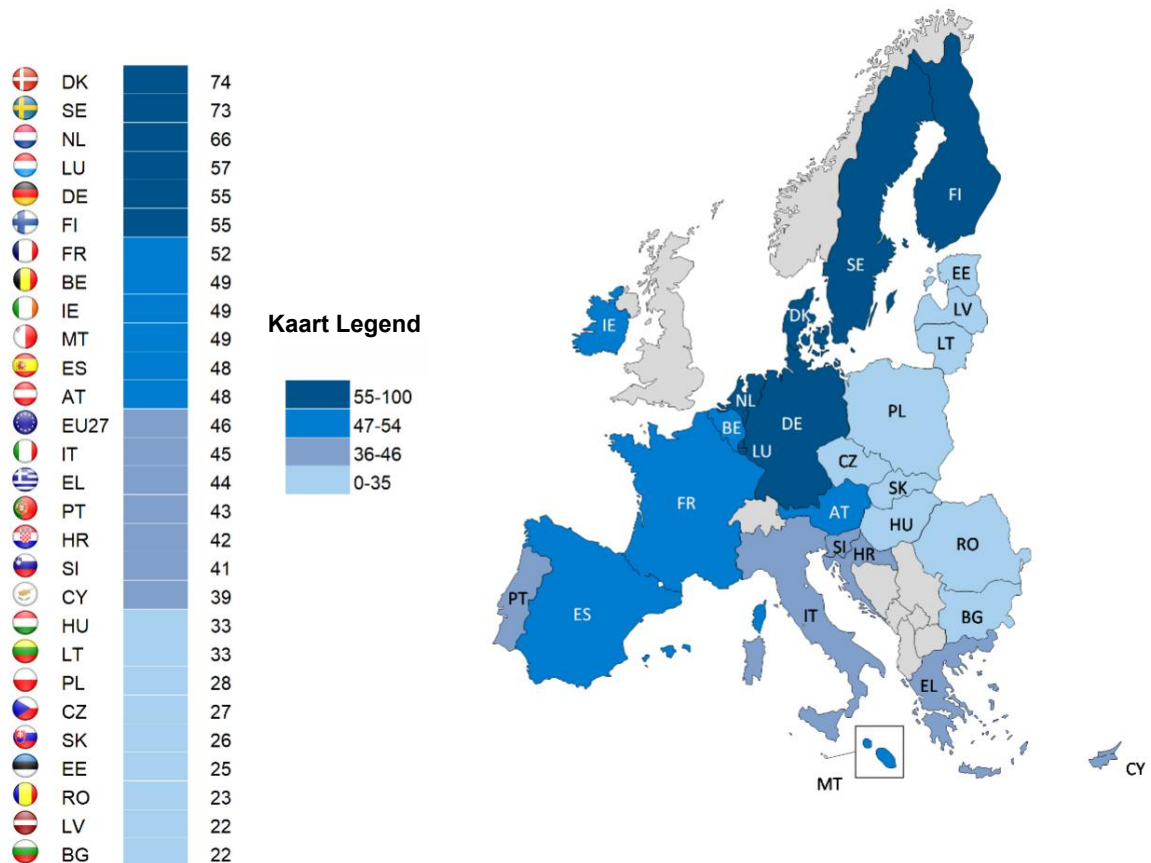 DK 74
SE 73
NL 66
LU 57
DE 55
FI 55
FR 52
BE 49
IE 49
MT 49
ES 48
AT 48
EU27 46
IT 45
EL 44
PT 43
HR 42
SI 41
CY 39
HU 33
LT 33
PL 28
CZ 27
SK 26
EE 25
RO 23
LV 22
BG 22
Kaart Legend
55-100
47-54
36-46
0-35
FI
SE
EE
LV
LT
DK
IE
NL
PL
DE
BE
LU
CZ
SK
FR
AT
HU
RO
SI
HR
PT
ES
IT
BG
EL
MT
CY